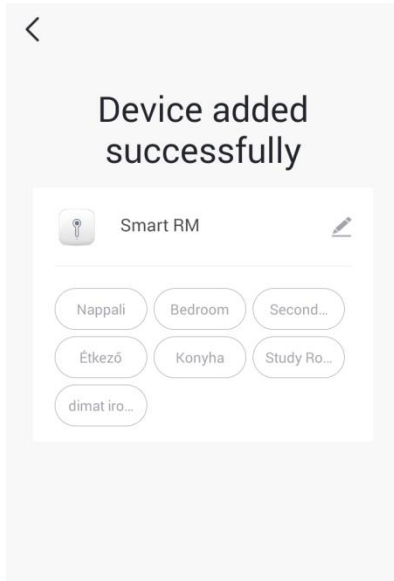 Device added
successfully
Smart RM
Nappali Bedroom Second...
Étkező Konyha Study Ro...
dimat iro...